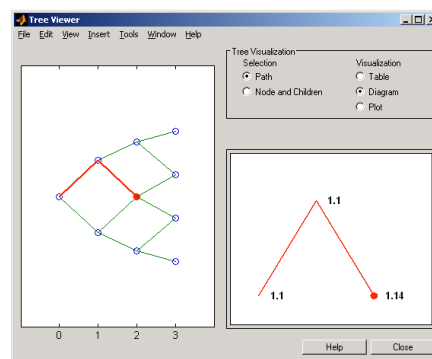 Tree Viewer
File Edit View Insert Tools Window Help
Tree Visualization
Selection
Visualization
Path
Table
Node and Children
Diagram
Plot
1.1
1.1
1.14
0 1 2 3
Help Close